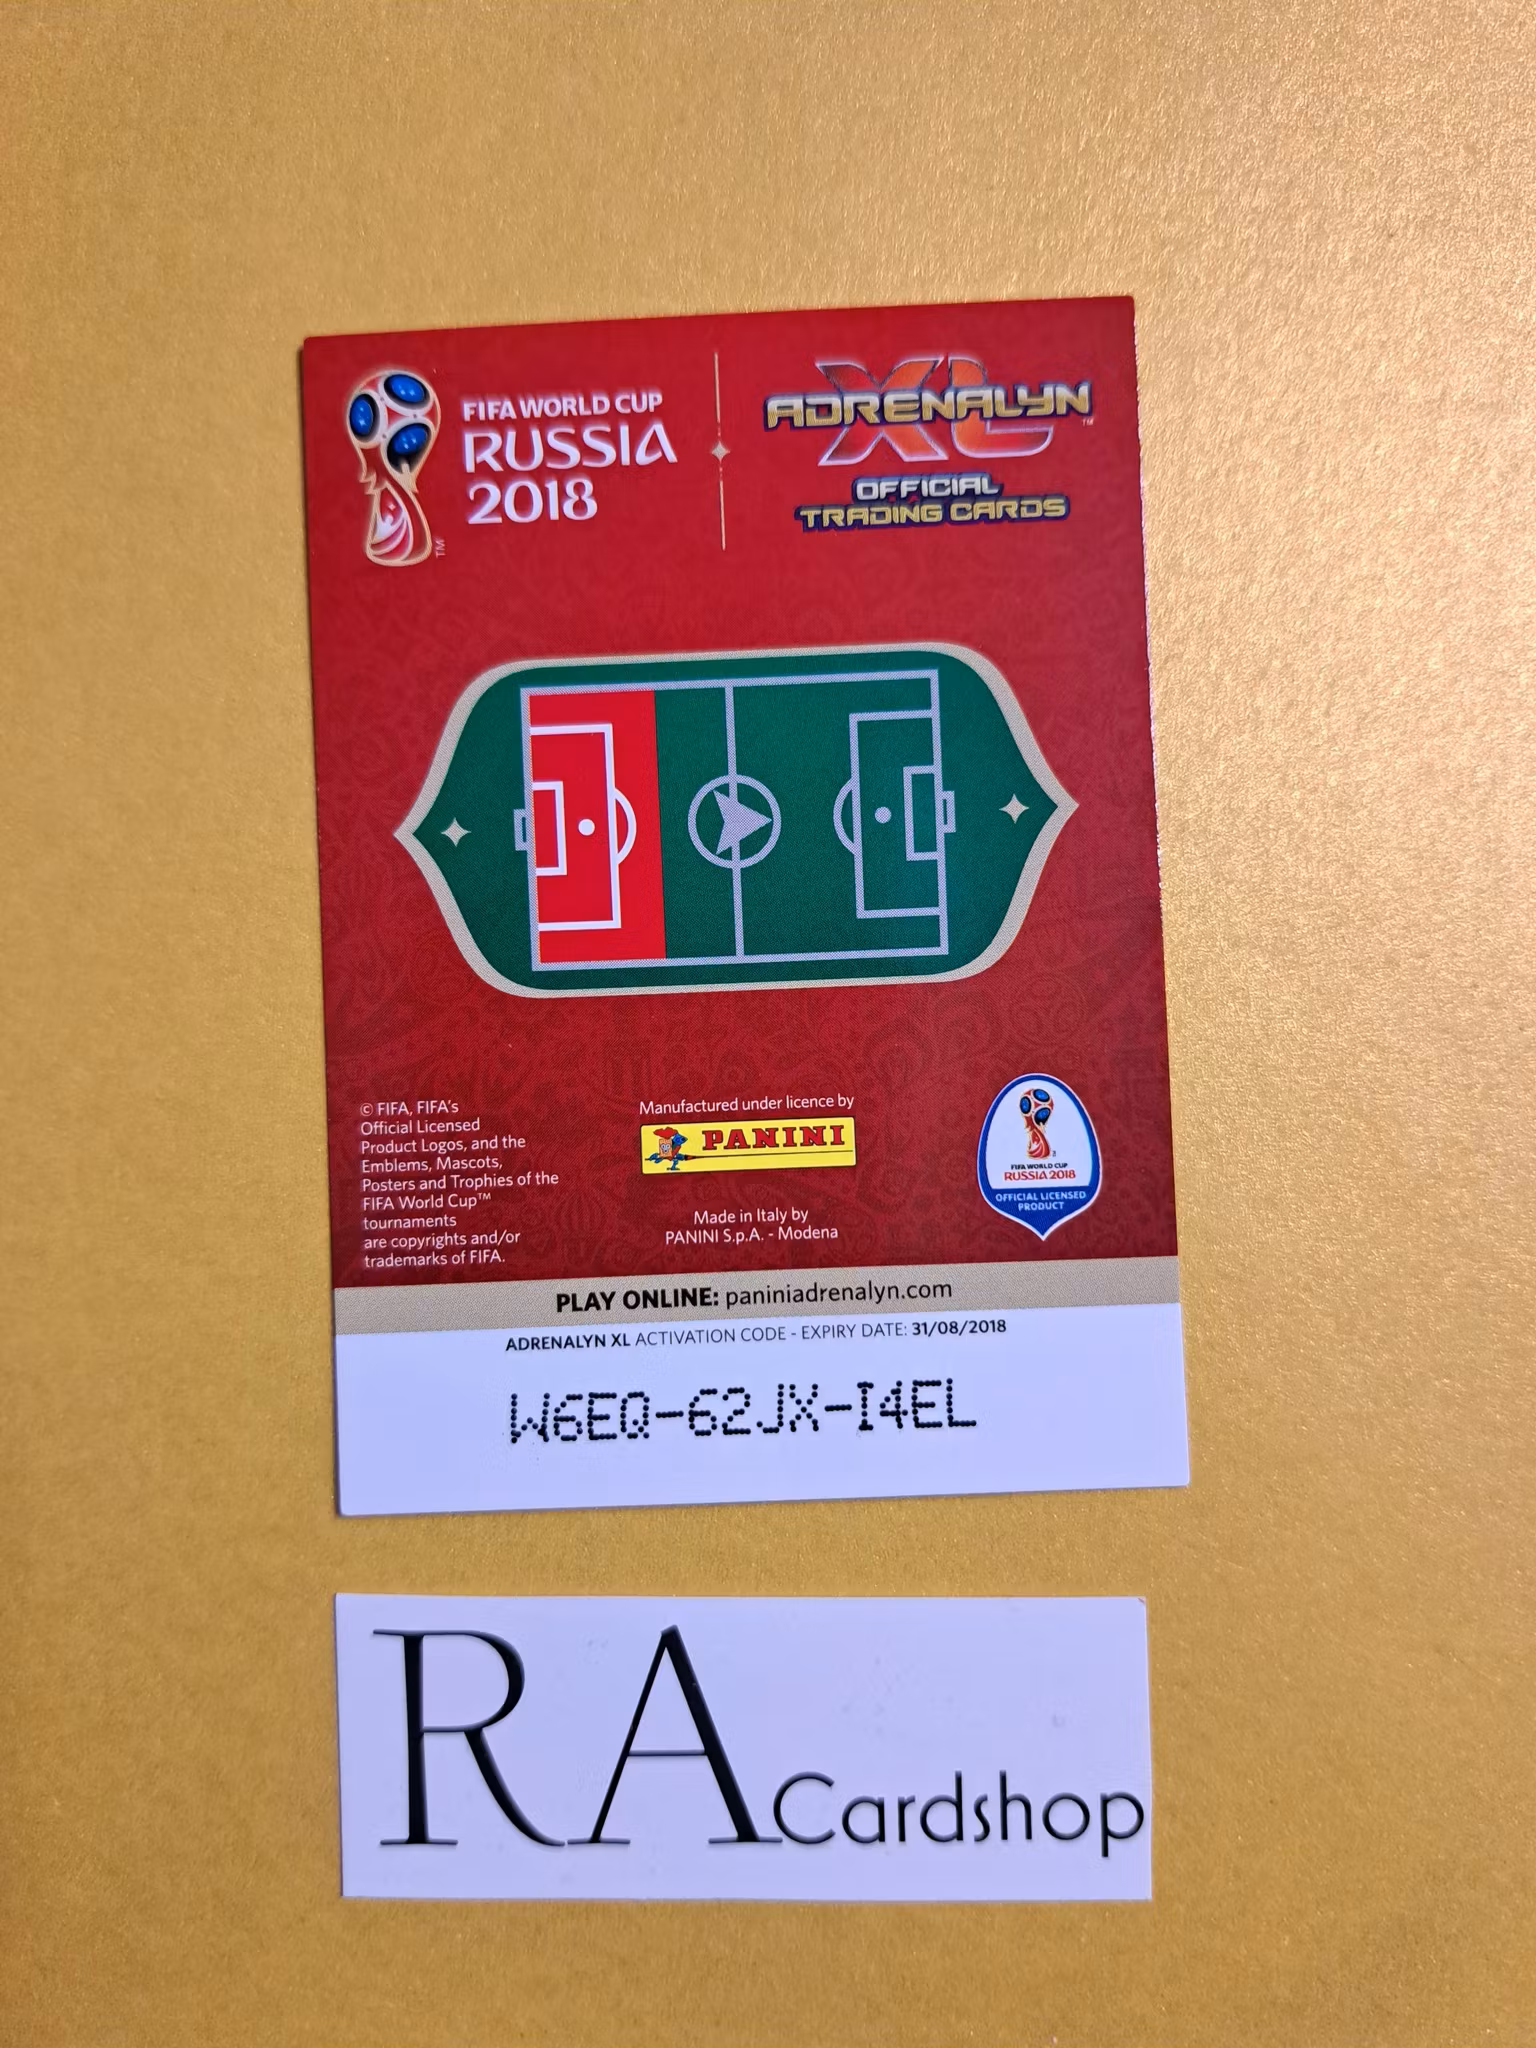 FIFA WORLD CUP
RUSSIA
2018
TM
ADRENALYN
XL
TM
OFFICIAL
TRADING CARDS
© FIFA, FIFA's
Official Licensed
Product Logos, and the
Emblems, Mascots,
Posters and Trophies of the
FIFA World Cup™
tournaments
are copyrights and/or
trademarks of FIFA.
Manufactured under licence by
PANINI
Made in Italy by
PANINI S.p.A. - Modena
FIFA WORLD CUP
RUSSIA 2018
OFFICIAL LICENSED
PRODUCT
PLAY ONLINE: paniniadrenalyn.com
ADRENALYN XL ACTIVATION CODE - EXPIRY DATE: 31/08/2018
W6EQ-62JX-I4EL
RA Cardshop